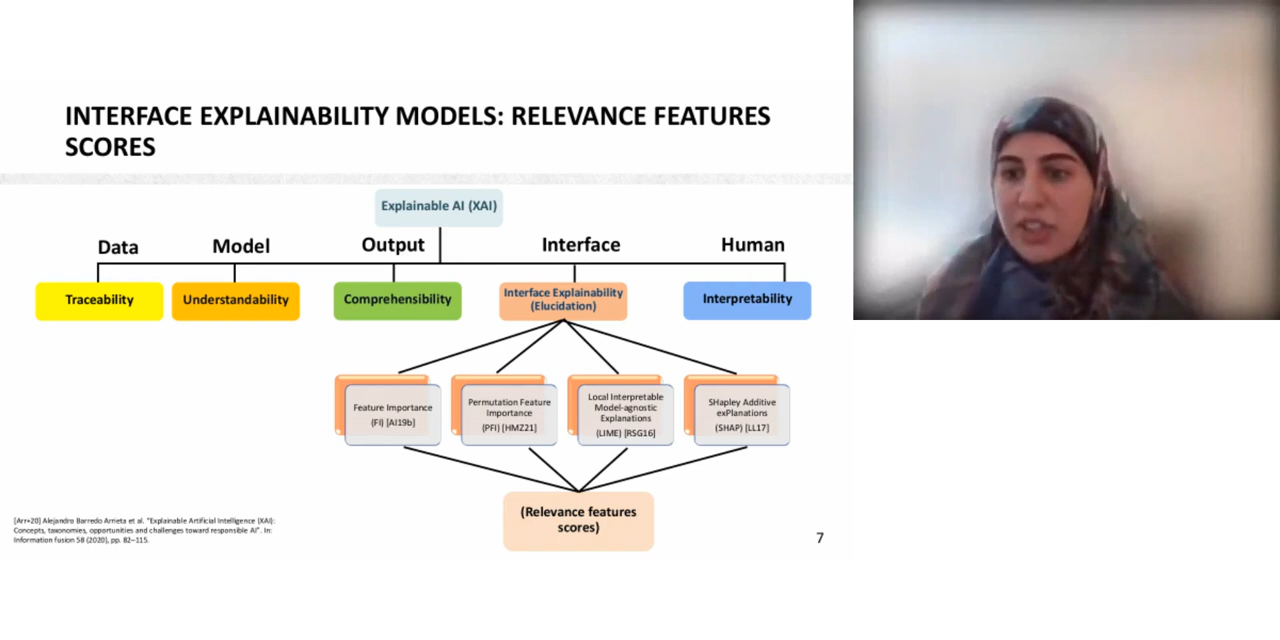 INTERFACE EXPLAINABILITY MODELS: RELEVANCE FEATURES
SCORES
Explainable AI (XAI)
Data
Model
Output
Interface
Human
Traceability
Understandability
Comprehensibility
Interface Explainability
(Elucidation)
Interpretability
Feature Importance
(FI) [AI19b]
Permutation Feature
Importance
(PFI) [HMZ21]
Local Interpretable
Model-agnostic
Explanations
(LIME) [RSG16]
SHapley Additive
exPlanations
(SHAP) [LL17]
(Relevance features
scores)
[Arr+20] Alejandro Barredo Arrieta et al. "Explainable Artificial Intelligence (XAI):
Concepts, taxonomies, opportunities and challenges toward responsible AI". In:
Information fusion 58 (2020), pp. 82–115.
7